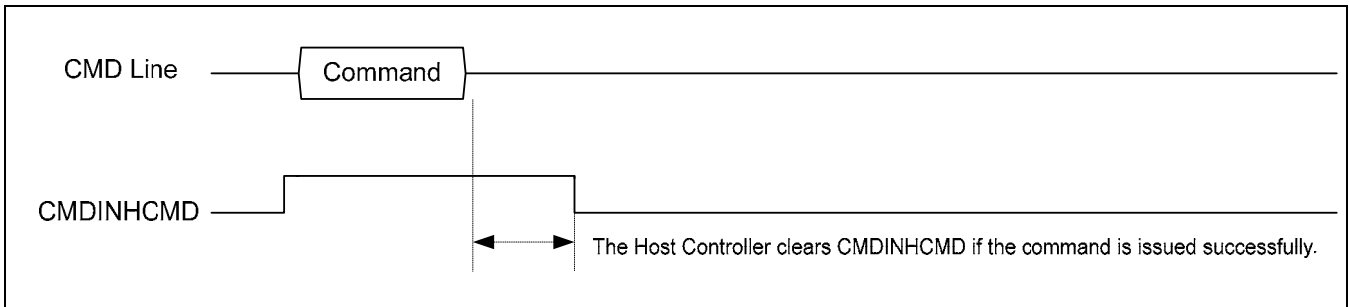 CMD Line
Command
CMDINHCMD
The Host Controller clears CMDINHCMD if the command is issued successfully.